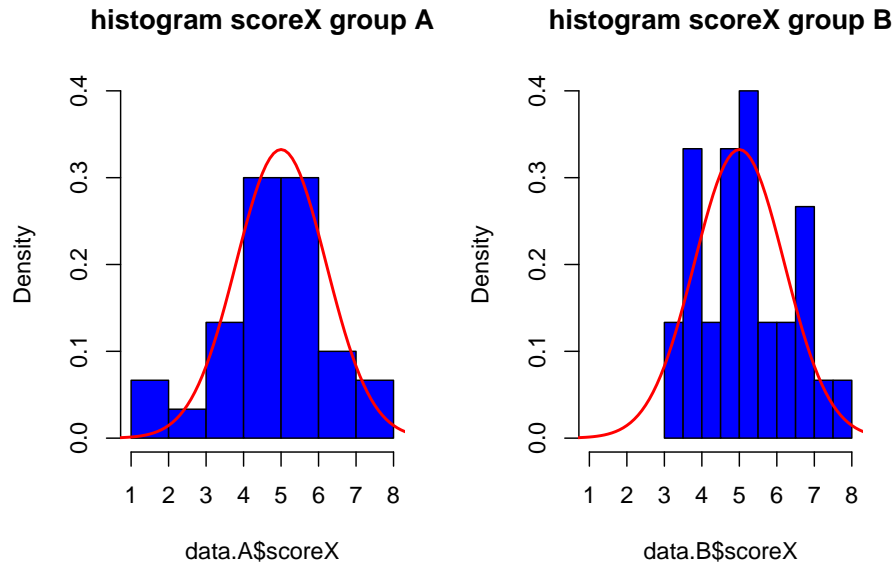 histogram scoreX group A
0.4
0.3
0.2
0.1
0.0
Density
1 2 3 4 5 6 7 8
data.A$scoreX
histogram scoreX group B
0.4
0.3
0.2
0.1
0.0
Density
1 2 3 4 5 6 7 8
data.B$scoreX